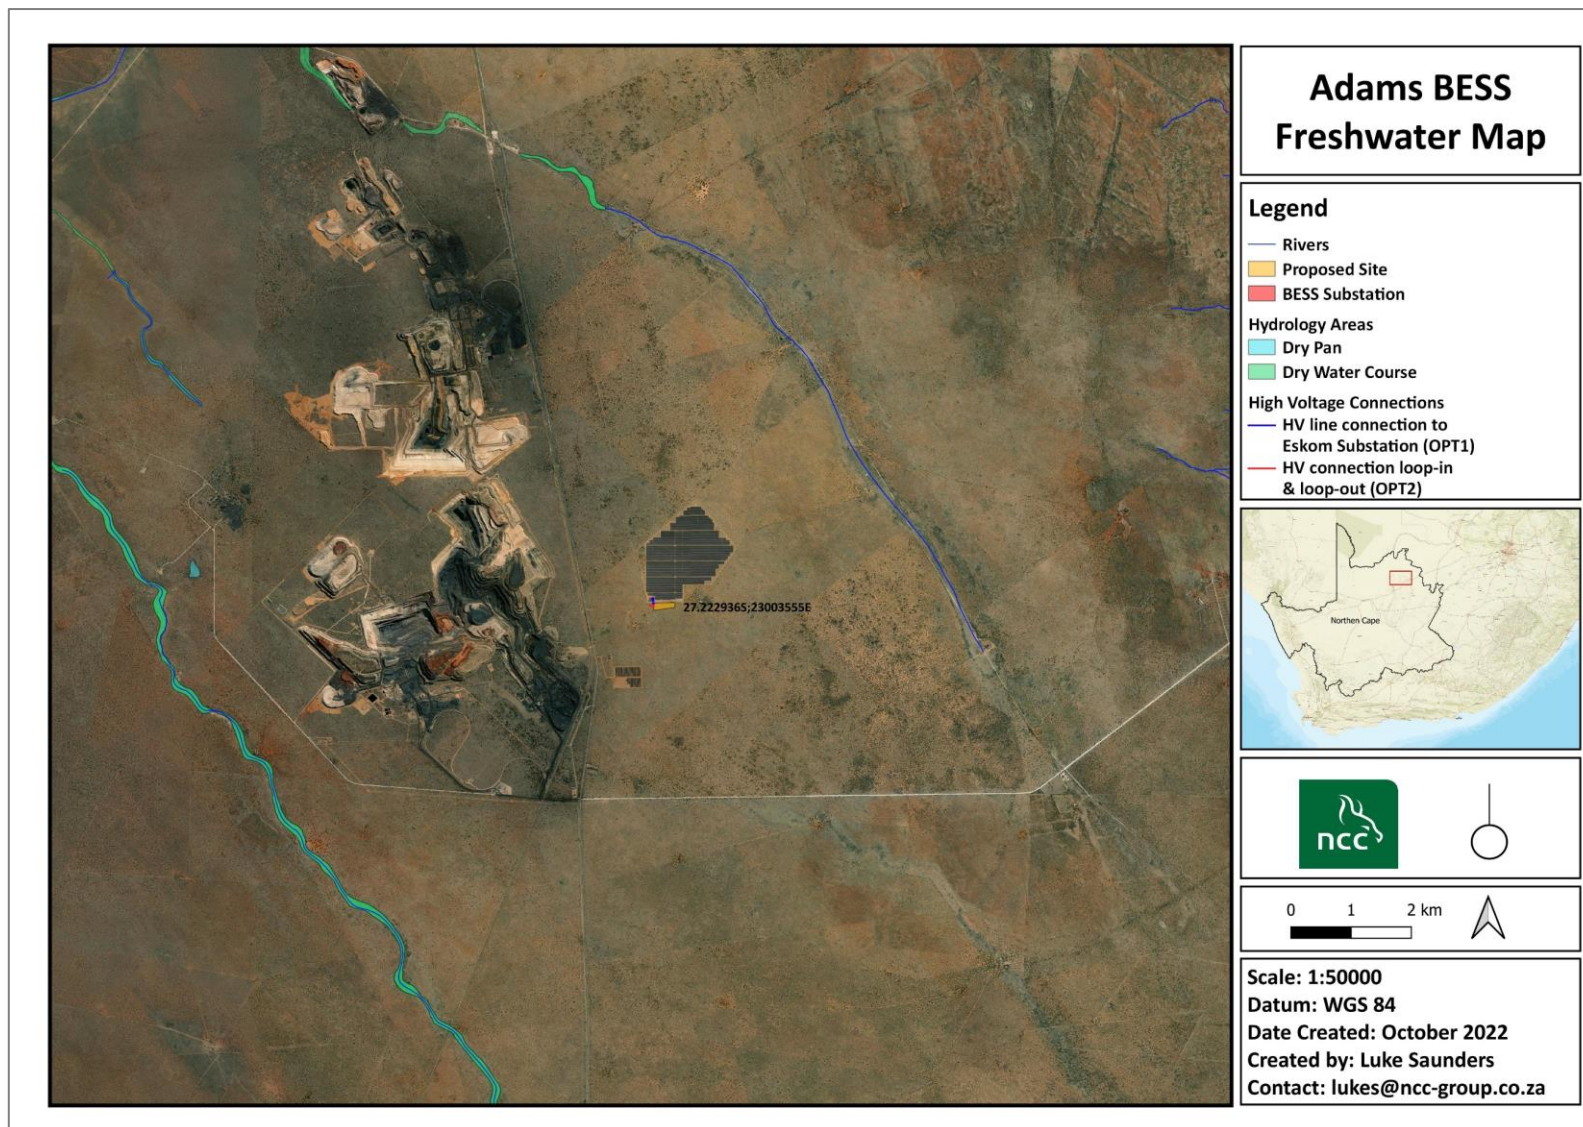 Adams BESS
Freshwater Map
Legend
Rivers
Proposed Site
BESS Substation
Hydrology Areas
Dry Pan
Dry Water Course
High Voltage Connections
HV line connection to
Eskom Substation (OPT1)
HV connection loop-in
& loop-out (OPT2)
27.222936S;23003555E
Northen Cape
ncc
0 1 2 km
Scale: 1:50000
Datum: WGS 84
Date Created: October 2022
Created by: Luke Saunders
Contact: lukes@ncc-group.co.za